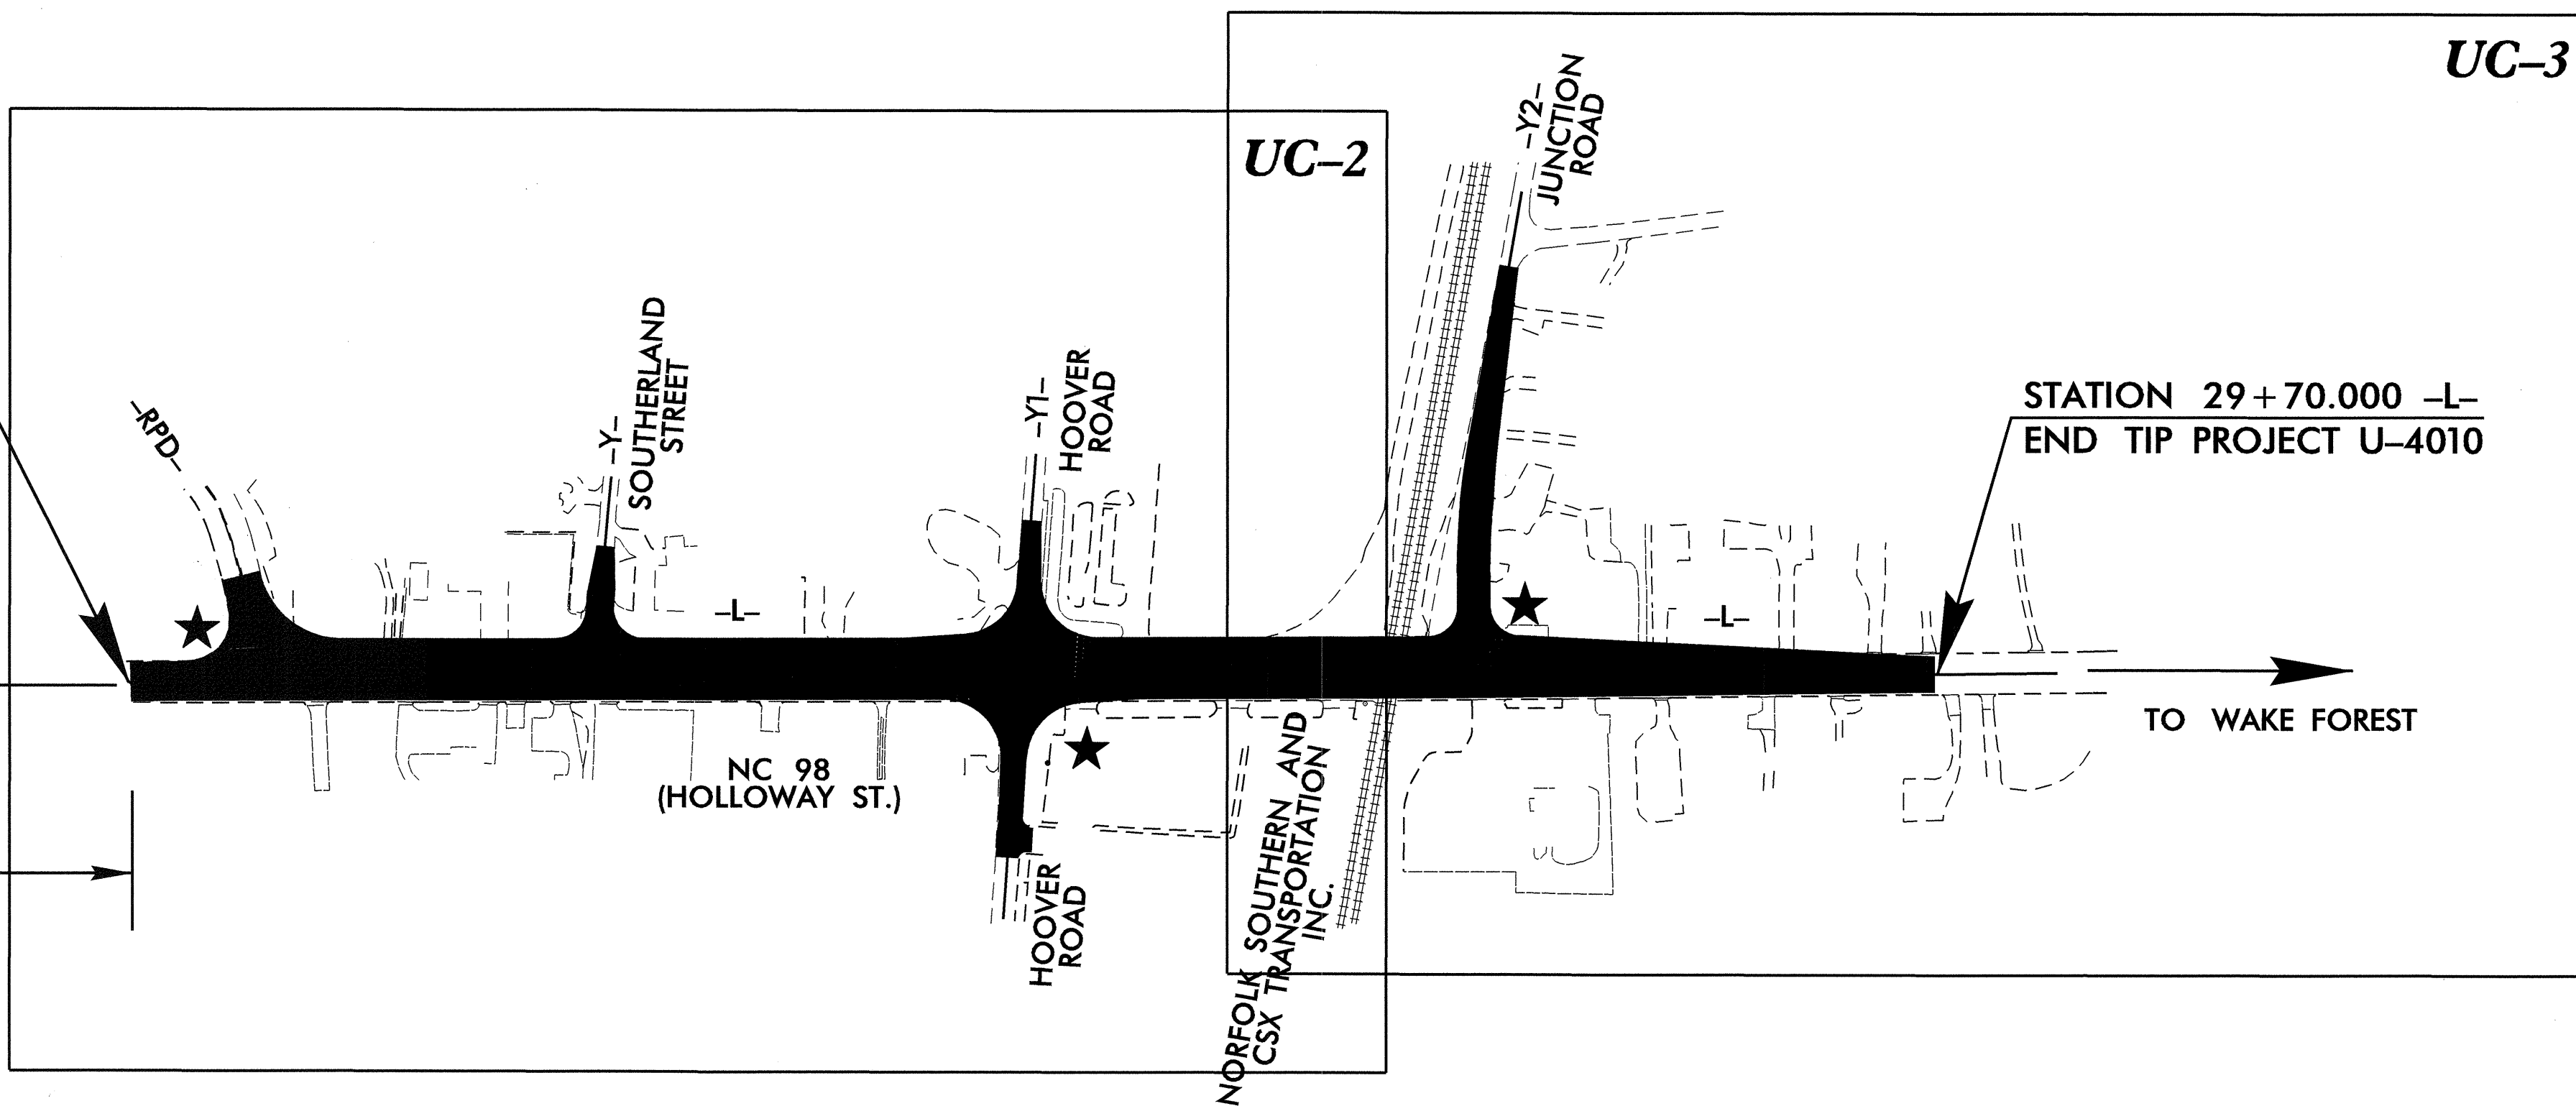 UC–3
UC–2
–Y2–
JUNCTION
ROAD
–RPD–
–Y–
SOUTHERLAND
STREET
–Y1–
HOOVER
ROAD
STATION 29+70.000 –L–
END TIP PROJECT U–4010
–L–
–L–
TO WAKE FOREST
NC 98
(HOLLOWAY ST.)
HOOVER
ROAD
NORFOLK SOUTHERN AND
CSX TRANSPORTATION
INC.